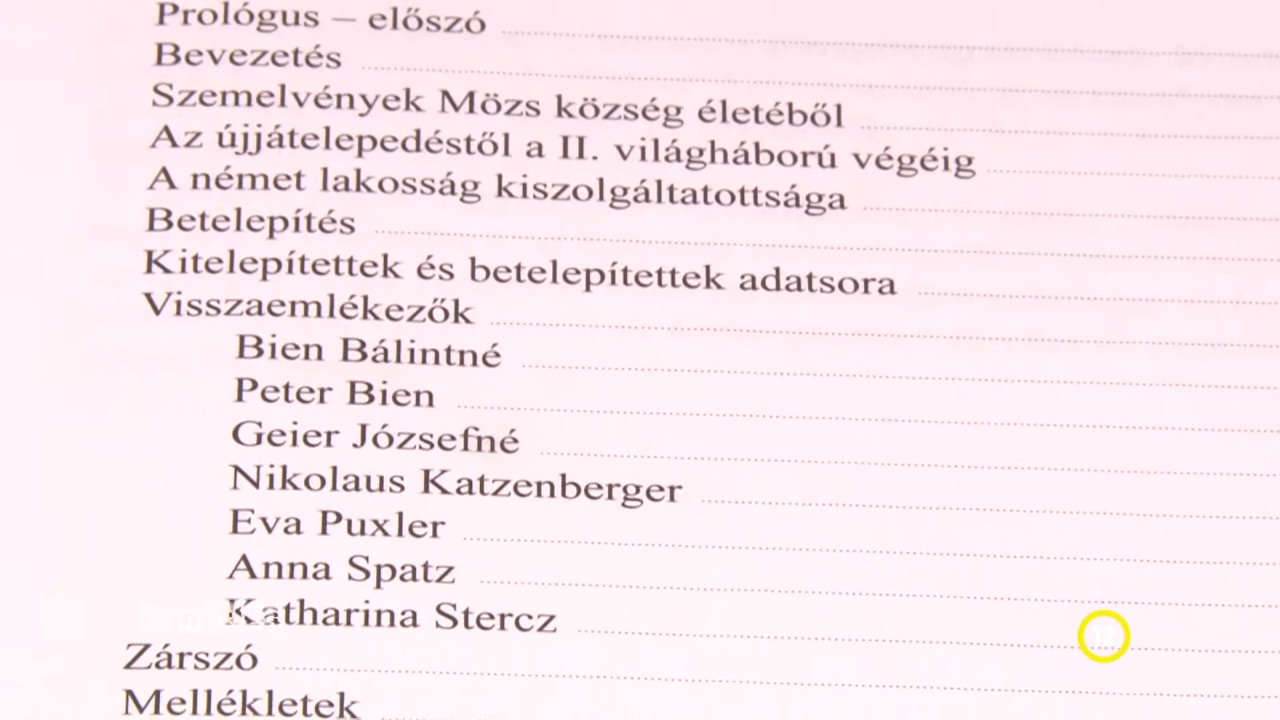 Prológus – előszó
Bevezetés
Szemelvények Mözs község életéből
Az újjátelepedéstől a II. világháború végéig
A német lakosság kiszolgáltatottsága
Betelepítés
Kitelepítettek és betelepítettek adatsora
Visszaemlékezők
Bien Bálintné
Peter Bien
Geier Józsefné
Nikolaus Katzenberger
Eva Puxler
Anna Spatz
Katharina Stercz
Zárszó
Mellékletek
12